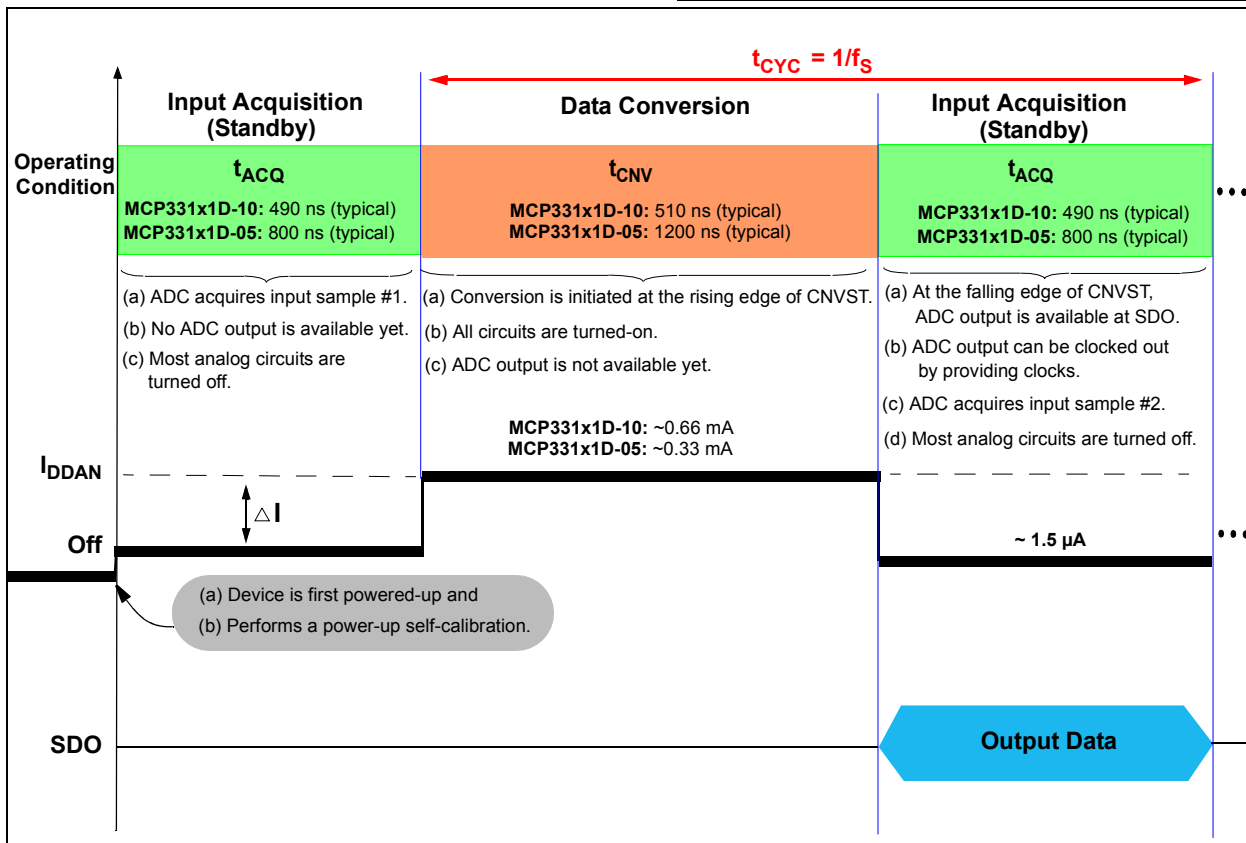 tCYC = 1/fS
Input Acquisition
(Standby)
Data Conversion
Input Acquisition
(Standby)
Operating
Condition
tACQ
MCP331x1D-10: 490 ns (typical)
MCP331x1D-05: 800 ns (typical)
tCNV
MCP331x1D-10: 510 ns (typical)
MCP331x1D-05: 1200 ns (typical)
tACQ
MCP331x1D-10: 490 ns (typical)
MCP331x1D-05: 800 ns (typical)
(a) ADC acquires input sample #1.
(b) No ADC output is available yet.
(c) Most analog circuits are
turned off.
(a) Conversion is initiated at the rising edge of CNVST.
(b) All circuits are turned-on.
(c) ADC output is not available yet.
(a) At the falling edge of CNVST,
ADC output is available at SDO.
(b) ADC output can be clocked out
by providing clocks.
(c) ADC acquires input sample #2.
(d) Most analog circuits are turned off.
MCP331x1D-10: ~0.66 mA
MCP331x1D-05: ~0.33 mA
IDDAN
△ I
Off
~ 1.5 µA
(a) Device is first powered-up and
(b) Performs a power-up self-calibration.
SDO
Output Data